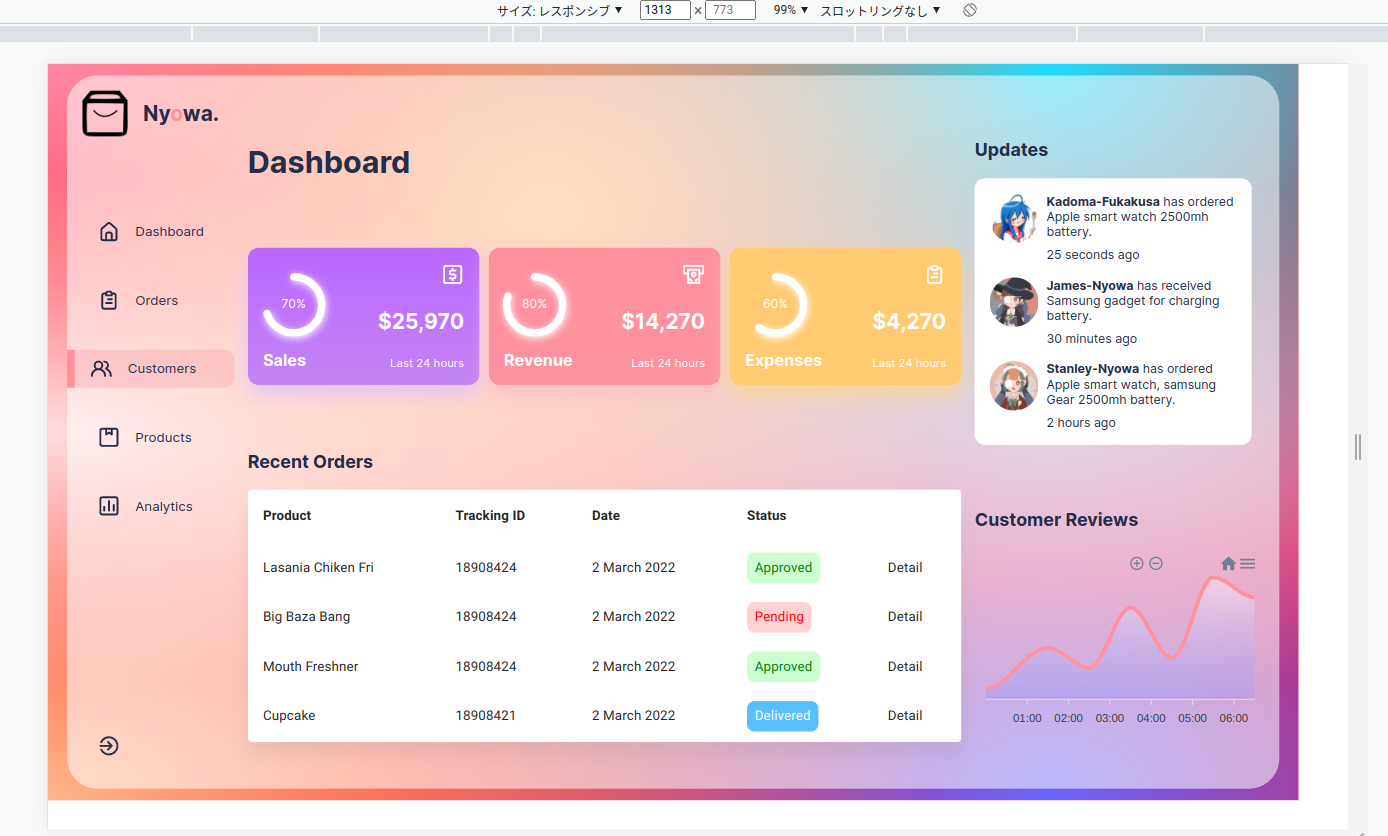 サイズ: レスポンシブ ▼ 1313 × 773 99% ▼ スロットリングなし ▼
Nyowa.
Dashboard
Dashboard
Orders
Customers
Products
Analytics
70%
$25,970
Sales
Last 24 hours
80%
$14,270
Revenue
Last 24 hours
60%
$4,270
Expenses
Last 24 hours
Recent Orders
Product Tracking ID Date Status
Lasania Chiken Fri 18908424 2 March 2022 Approved Detail
Big Baza Bang 18908424 2 March 2022 Pending Detail
Mouth Freshner 18908424 2 March 2022 Approved Detail
Cupcake 18908421 2 March 2022 Delivered Detail
Updates
Kadoma-Fukakusa has ordered
Apple smart watch 2500mh
battery.
25 seconds ago
James-Nyowa has received
Samsung gadget for charging
battery.
30 minutes ago
Stanley-Nyowa has ordered
Apple smart watch, samsung
Gear 2500mh battery.
2 hours ago
Customer Reviews
01:00 02:00 03:00 04:00 05:00 06:00